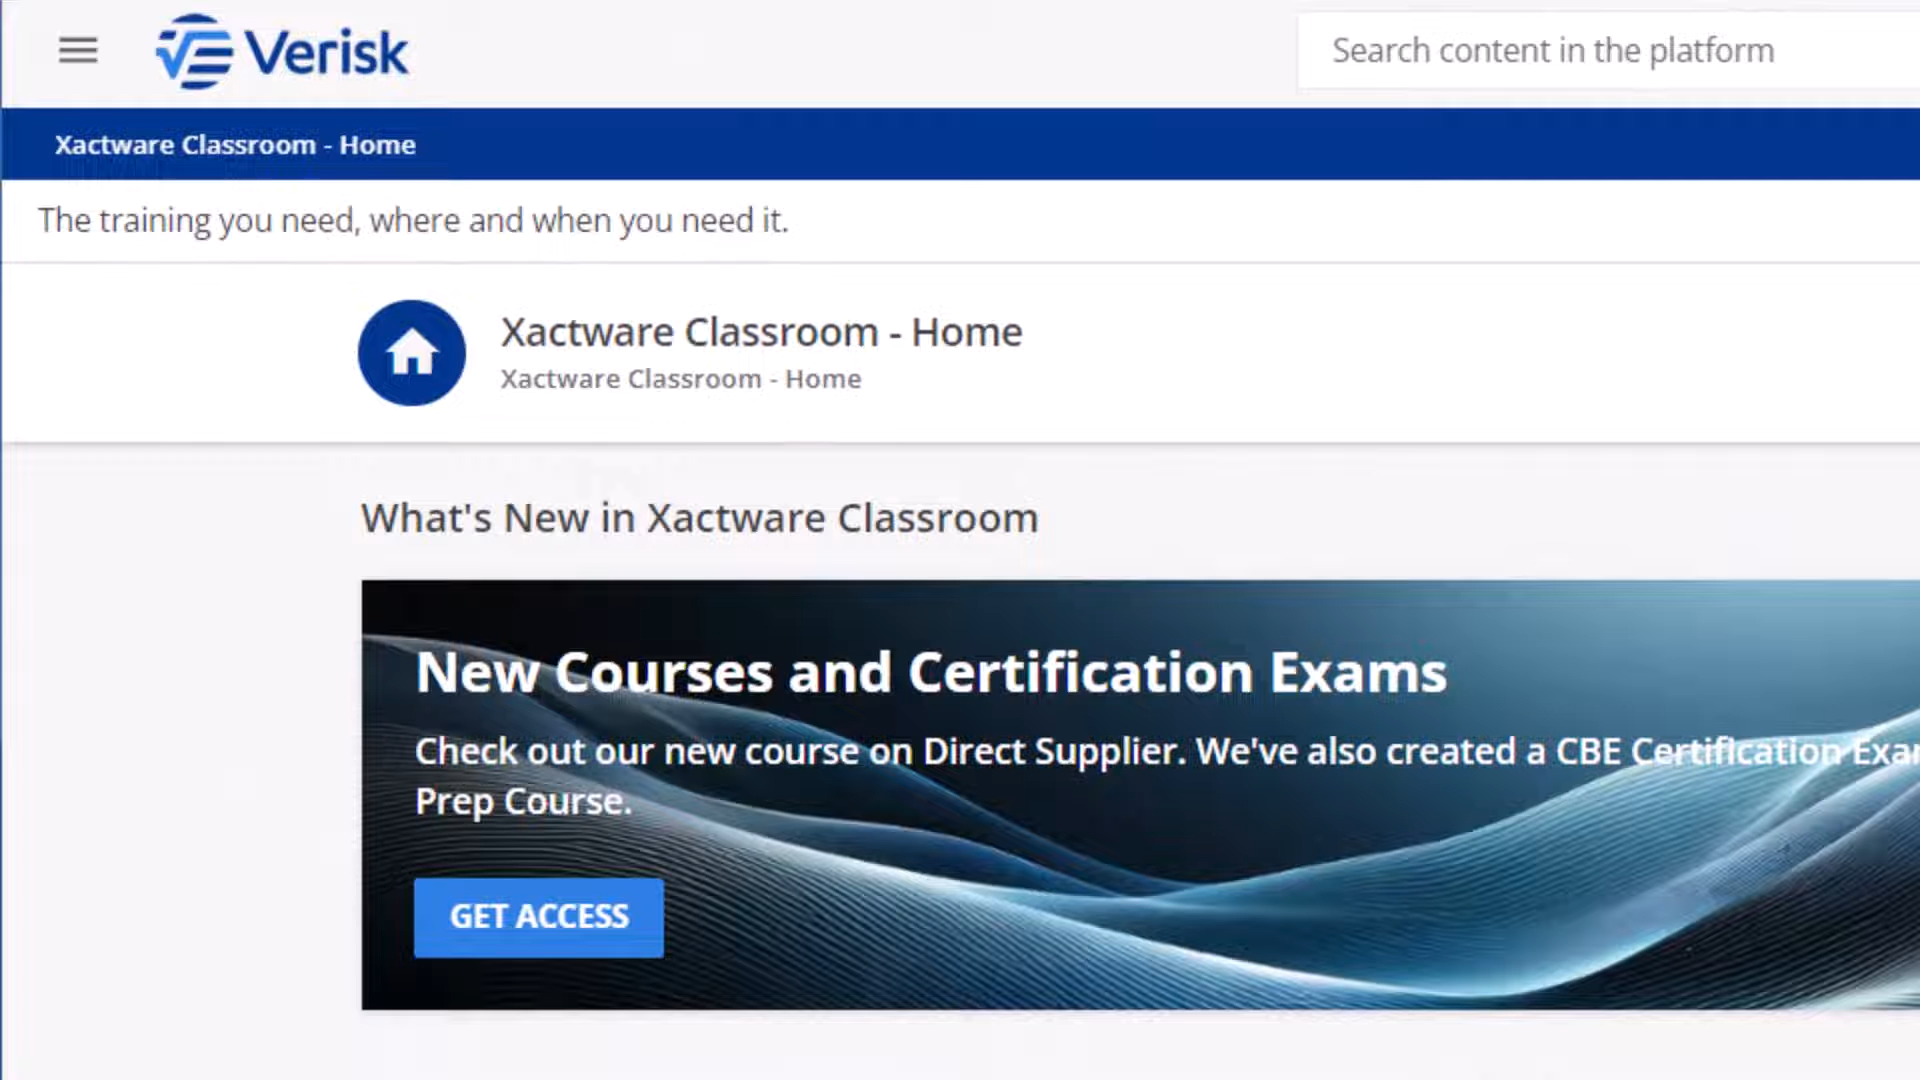 Verisk
Search content in the platform
Xactware Classroom - Home
The training you need, where and when you need it.
Xactware Classroom - Home
Xactware Classroom - Home
What's New in Xactware Classroom
New Courses and Certification Exams
Check out our new course on Direct Supplier. We've also created a CBE Certification Exa
Prep Course.
GET ACCESS